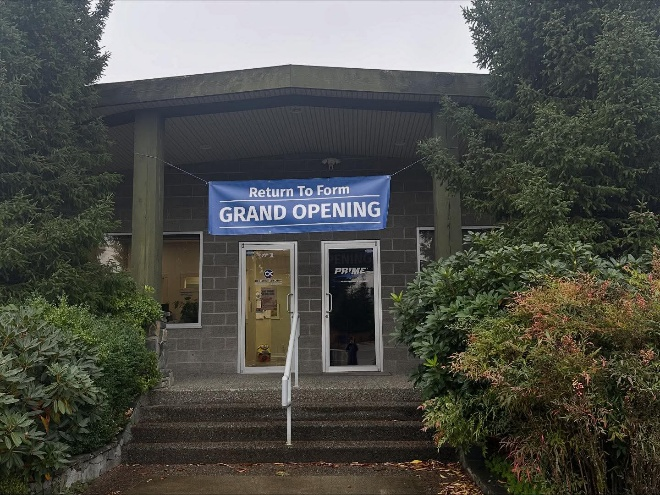 Return To Form
GRAND OPENING
PRIME